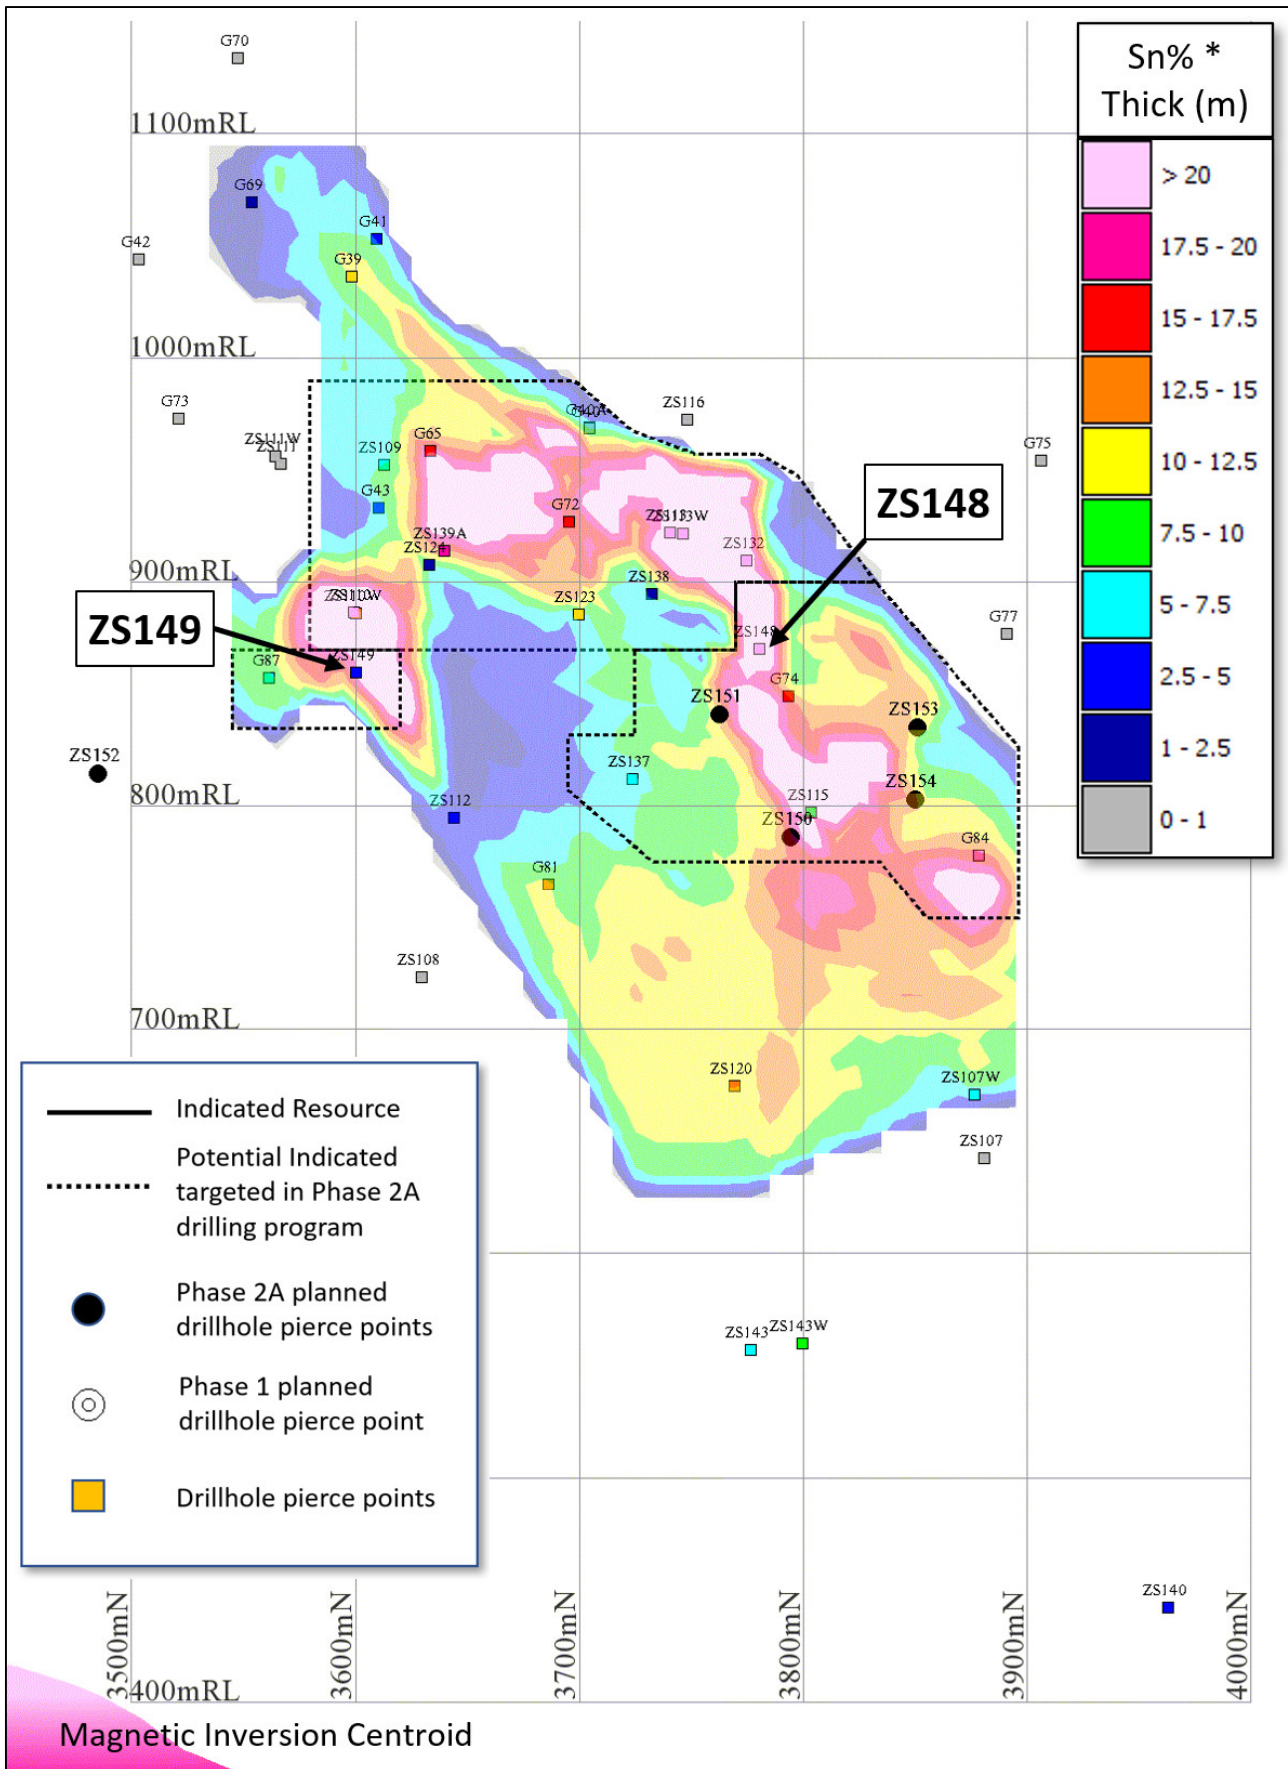 G70
Sn% *
Thick (m)
1100mRL
> 20
G69
17.5 - 20
G41
G42
G39
15 - 17.5
1000mRL
12.5 - 15
G73
G40A
ZS116
G65
ZS111W
ZS111
ZS109
G75
10 - 12.5
G43
G72
ZS113W
ZS148
7.5 - 10
ZS139A
ZS124
ZS132
900mRL
ZS138
5 - 7.5
ZS149
ZS110W
ZS123
G77
ZS148
2.5 - 5
ZS149
G87
G74
ZS151
ZS153
1 - 2.5
ZS152
ZS137
ZS154
800mRL
ZS112
ZS115
ZS150
0 - 1
G84
G81
ZS108
700mRL
ZS120
ZS107W
Indicated Resource
ZS107
Potential Indicated
targeted in Phase 2A
drilling program
Phase 2A planned
drillhole pierce points
ZS143
ZS143W
Phase 1 planned
drillhole pierce point
Drillhole pierce points
ZS140
3500mN
3600mN
3700mN
3800mN
3900mN
4000mN
400mRL
Magnetic Inversion Centroid